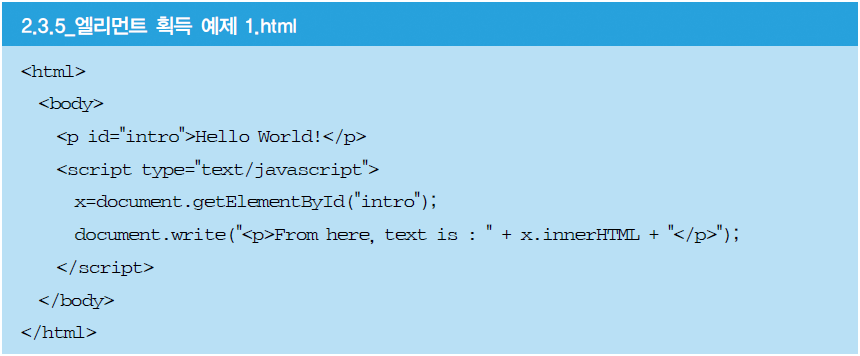 2.3.5_엘리먼트 획득 예제 1.html
<html>
<body>
<p id="intro">Hello World!</p>
<script type="text/javascript">
x=document.getElementById("intro");
document.write("<p>From here, text is : " + x.innerHTML + "</p>");
</script>
</body>
</html>